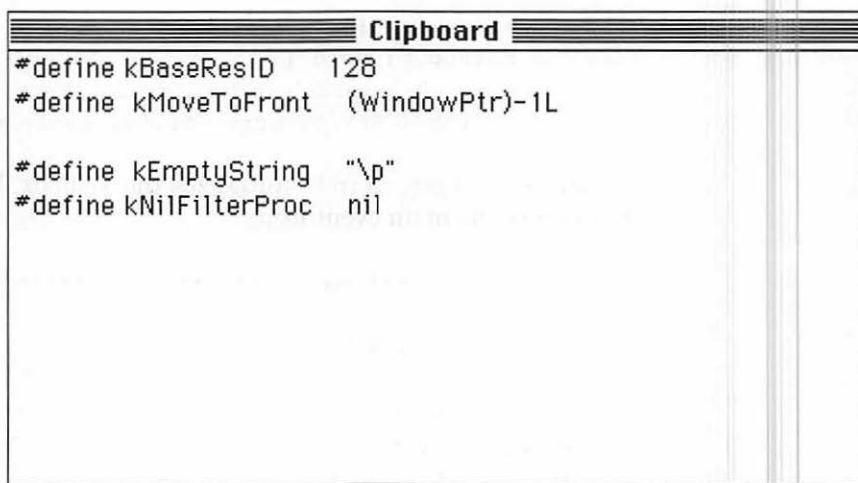 Clipboard
#define kBaseResID 128
#define kMoveToFront (WindowPtr)-1L
#define kEmptyString "\p"
#define kNilFilterProc nil